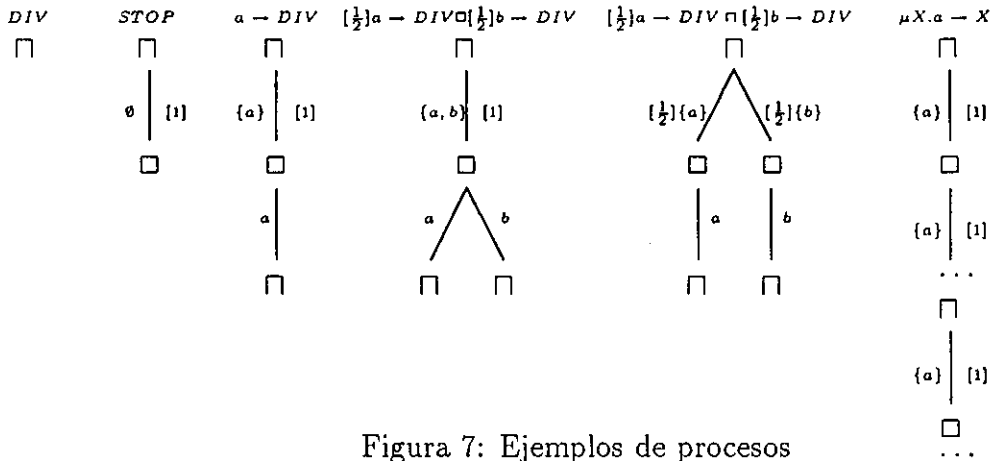 DIV STOP a → DIV [1/2]a → DIV□[1/2]b → DIV [1/2]a → DIV ⊓ [1/2]b → DIV μX.a → X
∅ [1] {a} [1] {a, b} [1] [1/2]{a} [1/2]{b} {a} [1]
a a b a b {a} [1]
...
{a} [1]
Figura 7: Ejemplos de procesos
...